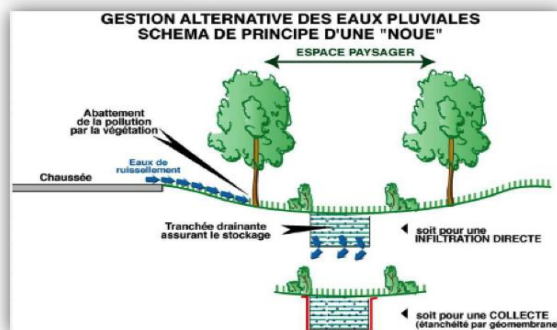 GESTION ALTERNATIVE DES EAUX PLUVIALES
SCHEMA DE PRINCIPE D'UNE "NOUE"
ESPACE PAYSAGER
Abattement
de la pollution
par la végétation
Eaux de
ruissellement
Chaussée
Tranchée drainante
assurant le stockage
soit pour une
INFILTRATION DIRECTE
soit pour une COLLECTE
(étanchéité par géomembrane